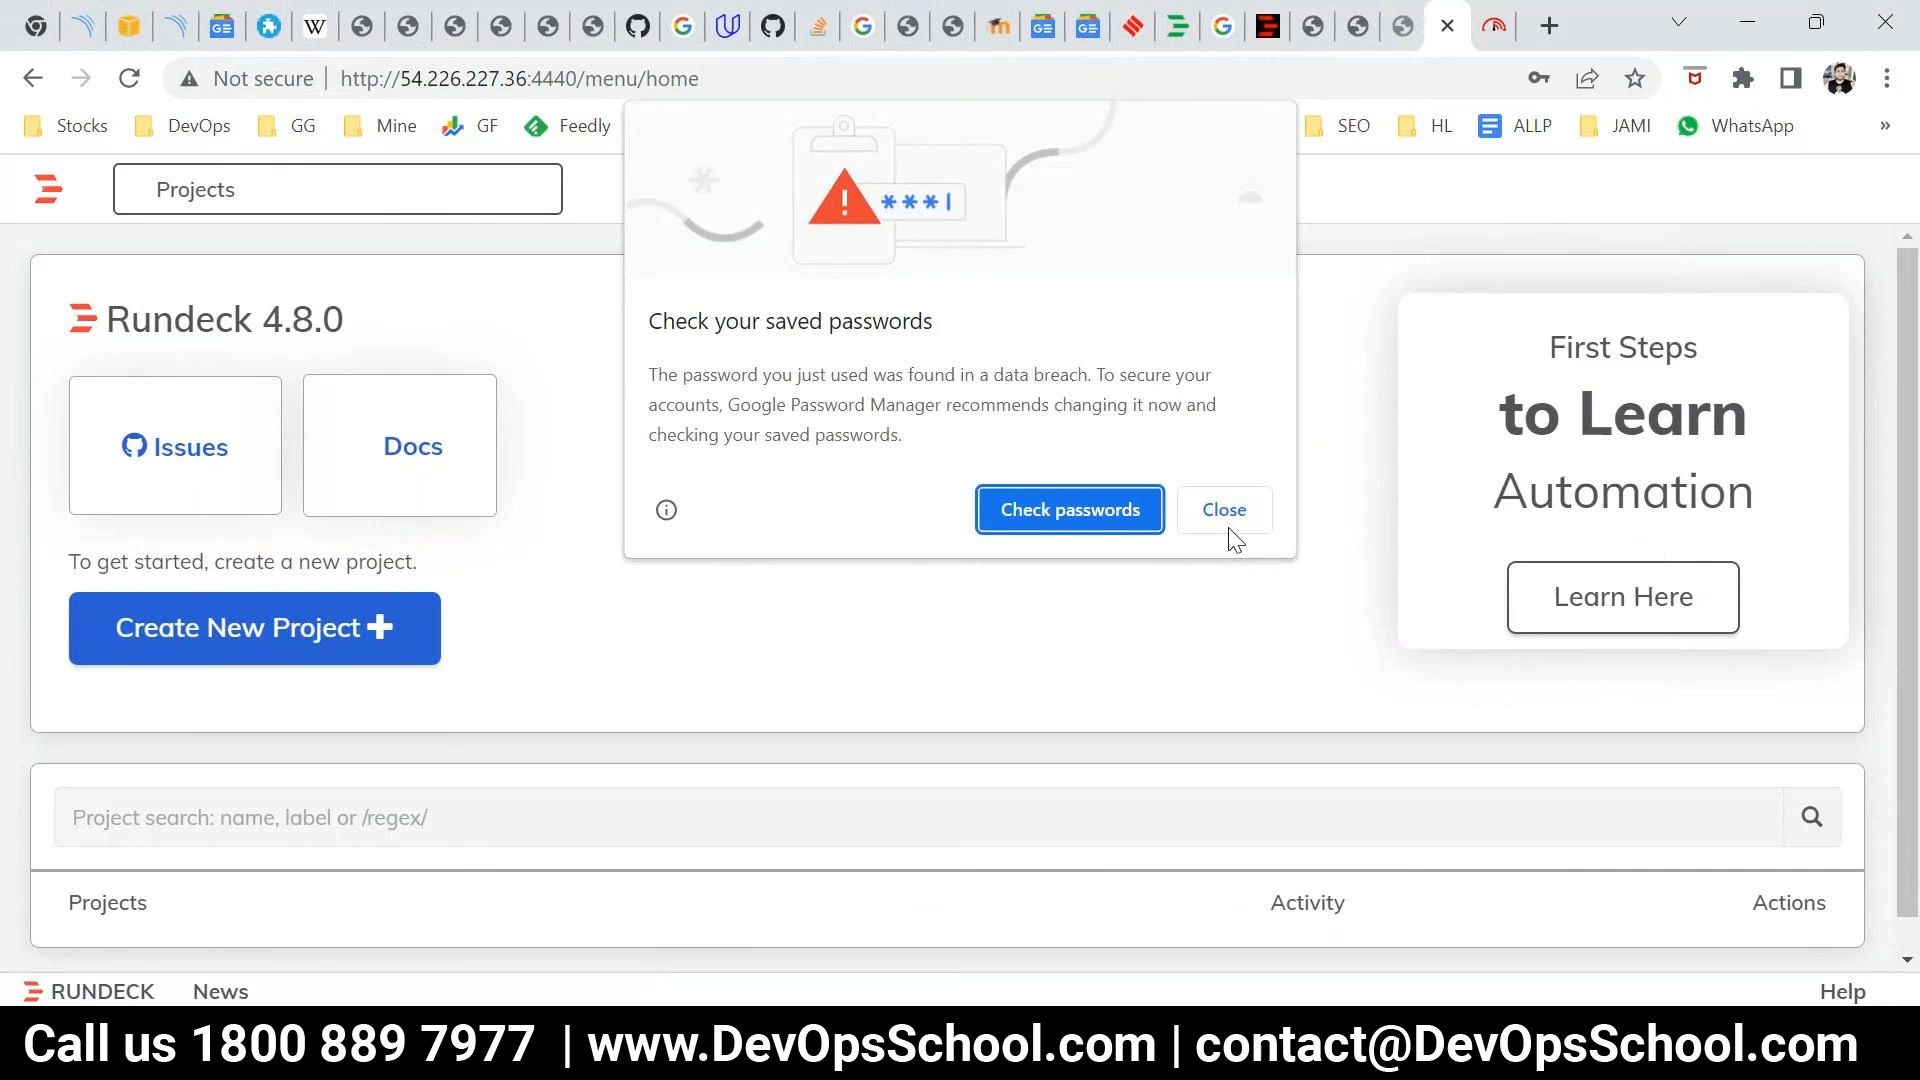 Not secure
http://54.226.227.36:4440/menu/home
Stocks
DevOps
GG
Mine
GF
Feedly
SEO
HL
ALLP
JAMI
WhatsApp
»
Projects
***|
Rundeck 4.8.0
Issues
Docs
To get started, create a new project.
Create New Project
Check your saved passwords
The password you just used was found in a data breach. To secure your
accounts, Google Password Manager recommends changing it now and
checking your saved passwords.
Check passwords
Close
First Steps
to Learn
Automation
Learn Here
Project search: name, label or /regex/
Projects
Activity
Actions
RUNDECK
News
Help
Call us 1800 889 7977 | www.DevOpsSchool.com | contact@DevOpsSchool.com